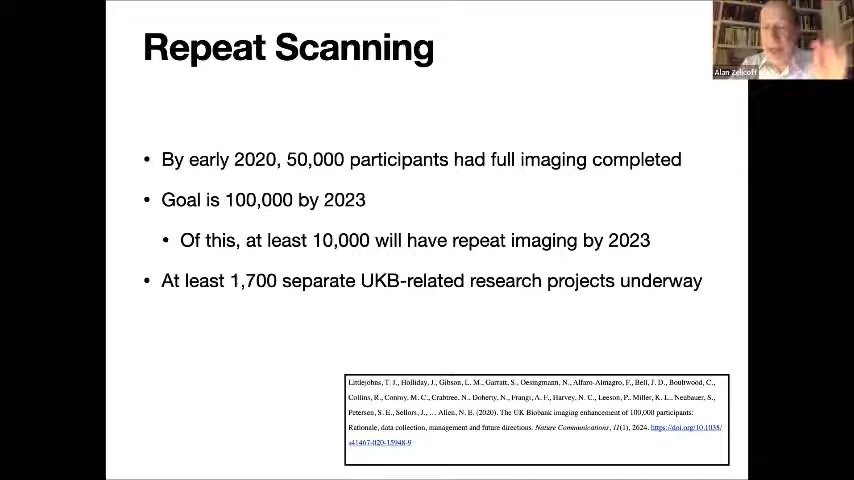 Repeat Scanning
Alan Zelicoff
• By early 2020, 50,000 participants had full imaging completed
• Goal is 100,000 by 2023
• Of this, at least 10,000 will have repeat imaging by 2023
• At least 1,700 separate UKB-related research projects underway
Littlejohns, T. J., Holliday, J., Gibson, L. M., Garratt, S., Oesingmann, N., Alfaro-Almagro, F., Bell, J. D., Boultwood, C.,
Collins, R., Conroy, M. C., Crabtree. N., Doherty, N., Frangi, A. F., Harvey, N. C., Leeson, P., Miller, K. L., Neubauer, S.,
Petersen, S. E., Sellors, J., … Allen, N. E. (2020). The UK Biobank imaging enhancement of 100,000 participants:
Rationale, data collection, management and future directions. Nature Communications, 11(1), 2624. https://doi.org/10.1038/
s41467-020-15948-9